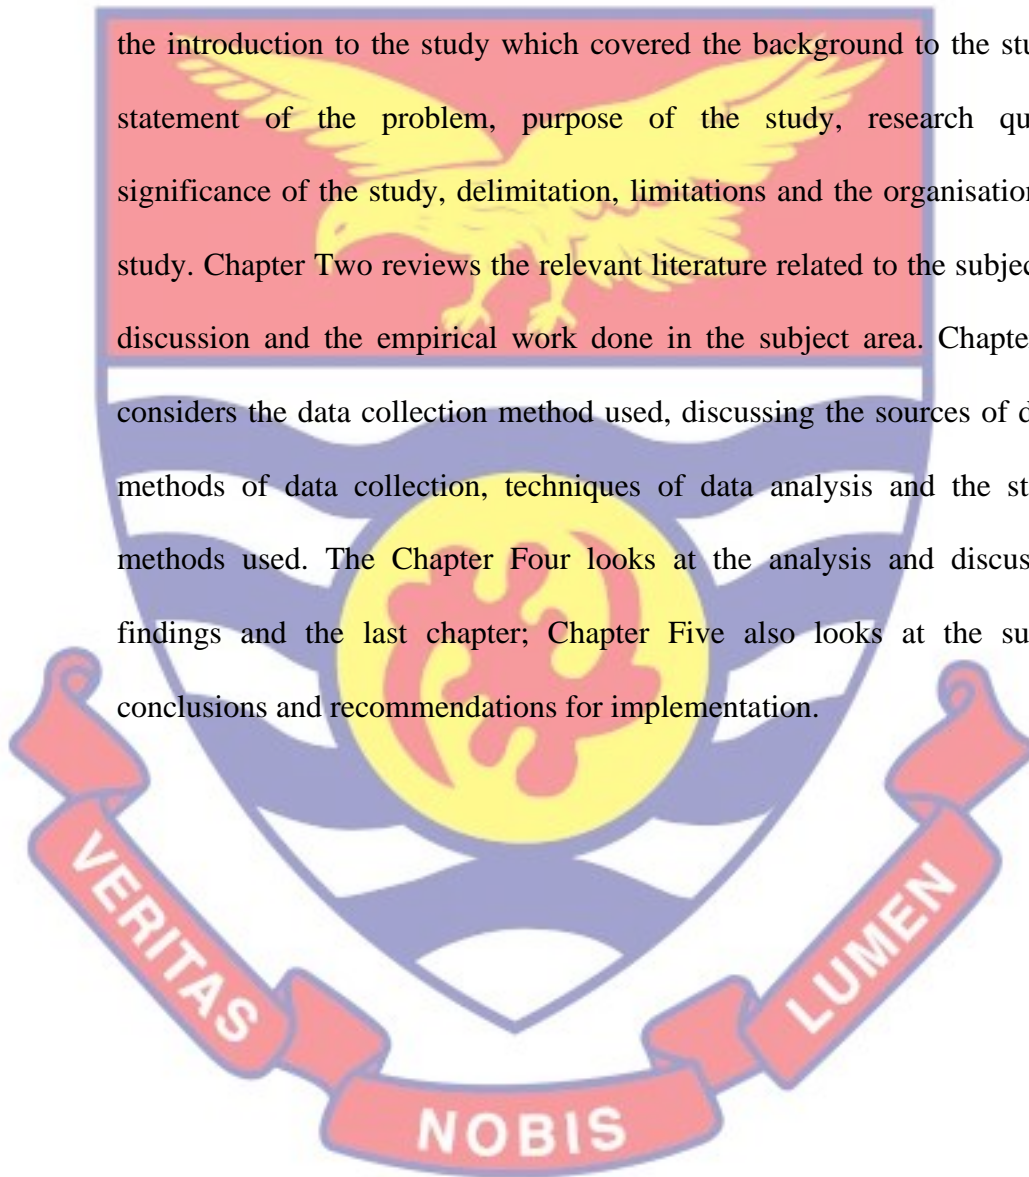 the introduction to the study which covered the background to the stu
statement of the problem, purpose of the study, research qu
significance of the study, delimitation, limitations and the organisation
study. Chapter Two reviews the relevant literature related to the subjec
discussion and the empirical work done in the subject area. Chapte
considers the data collection method used, discussing the sources of d
methods of data collection, techniques of data analysis and the st
methods used. The Chapter Four looks at the analysis and discus
findings and the last chapter; Chapter Five also looks at the su
conclusions and recommendations for implementation.
VERITAS
NOBIS
LUMEN